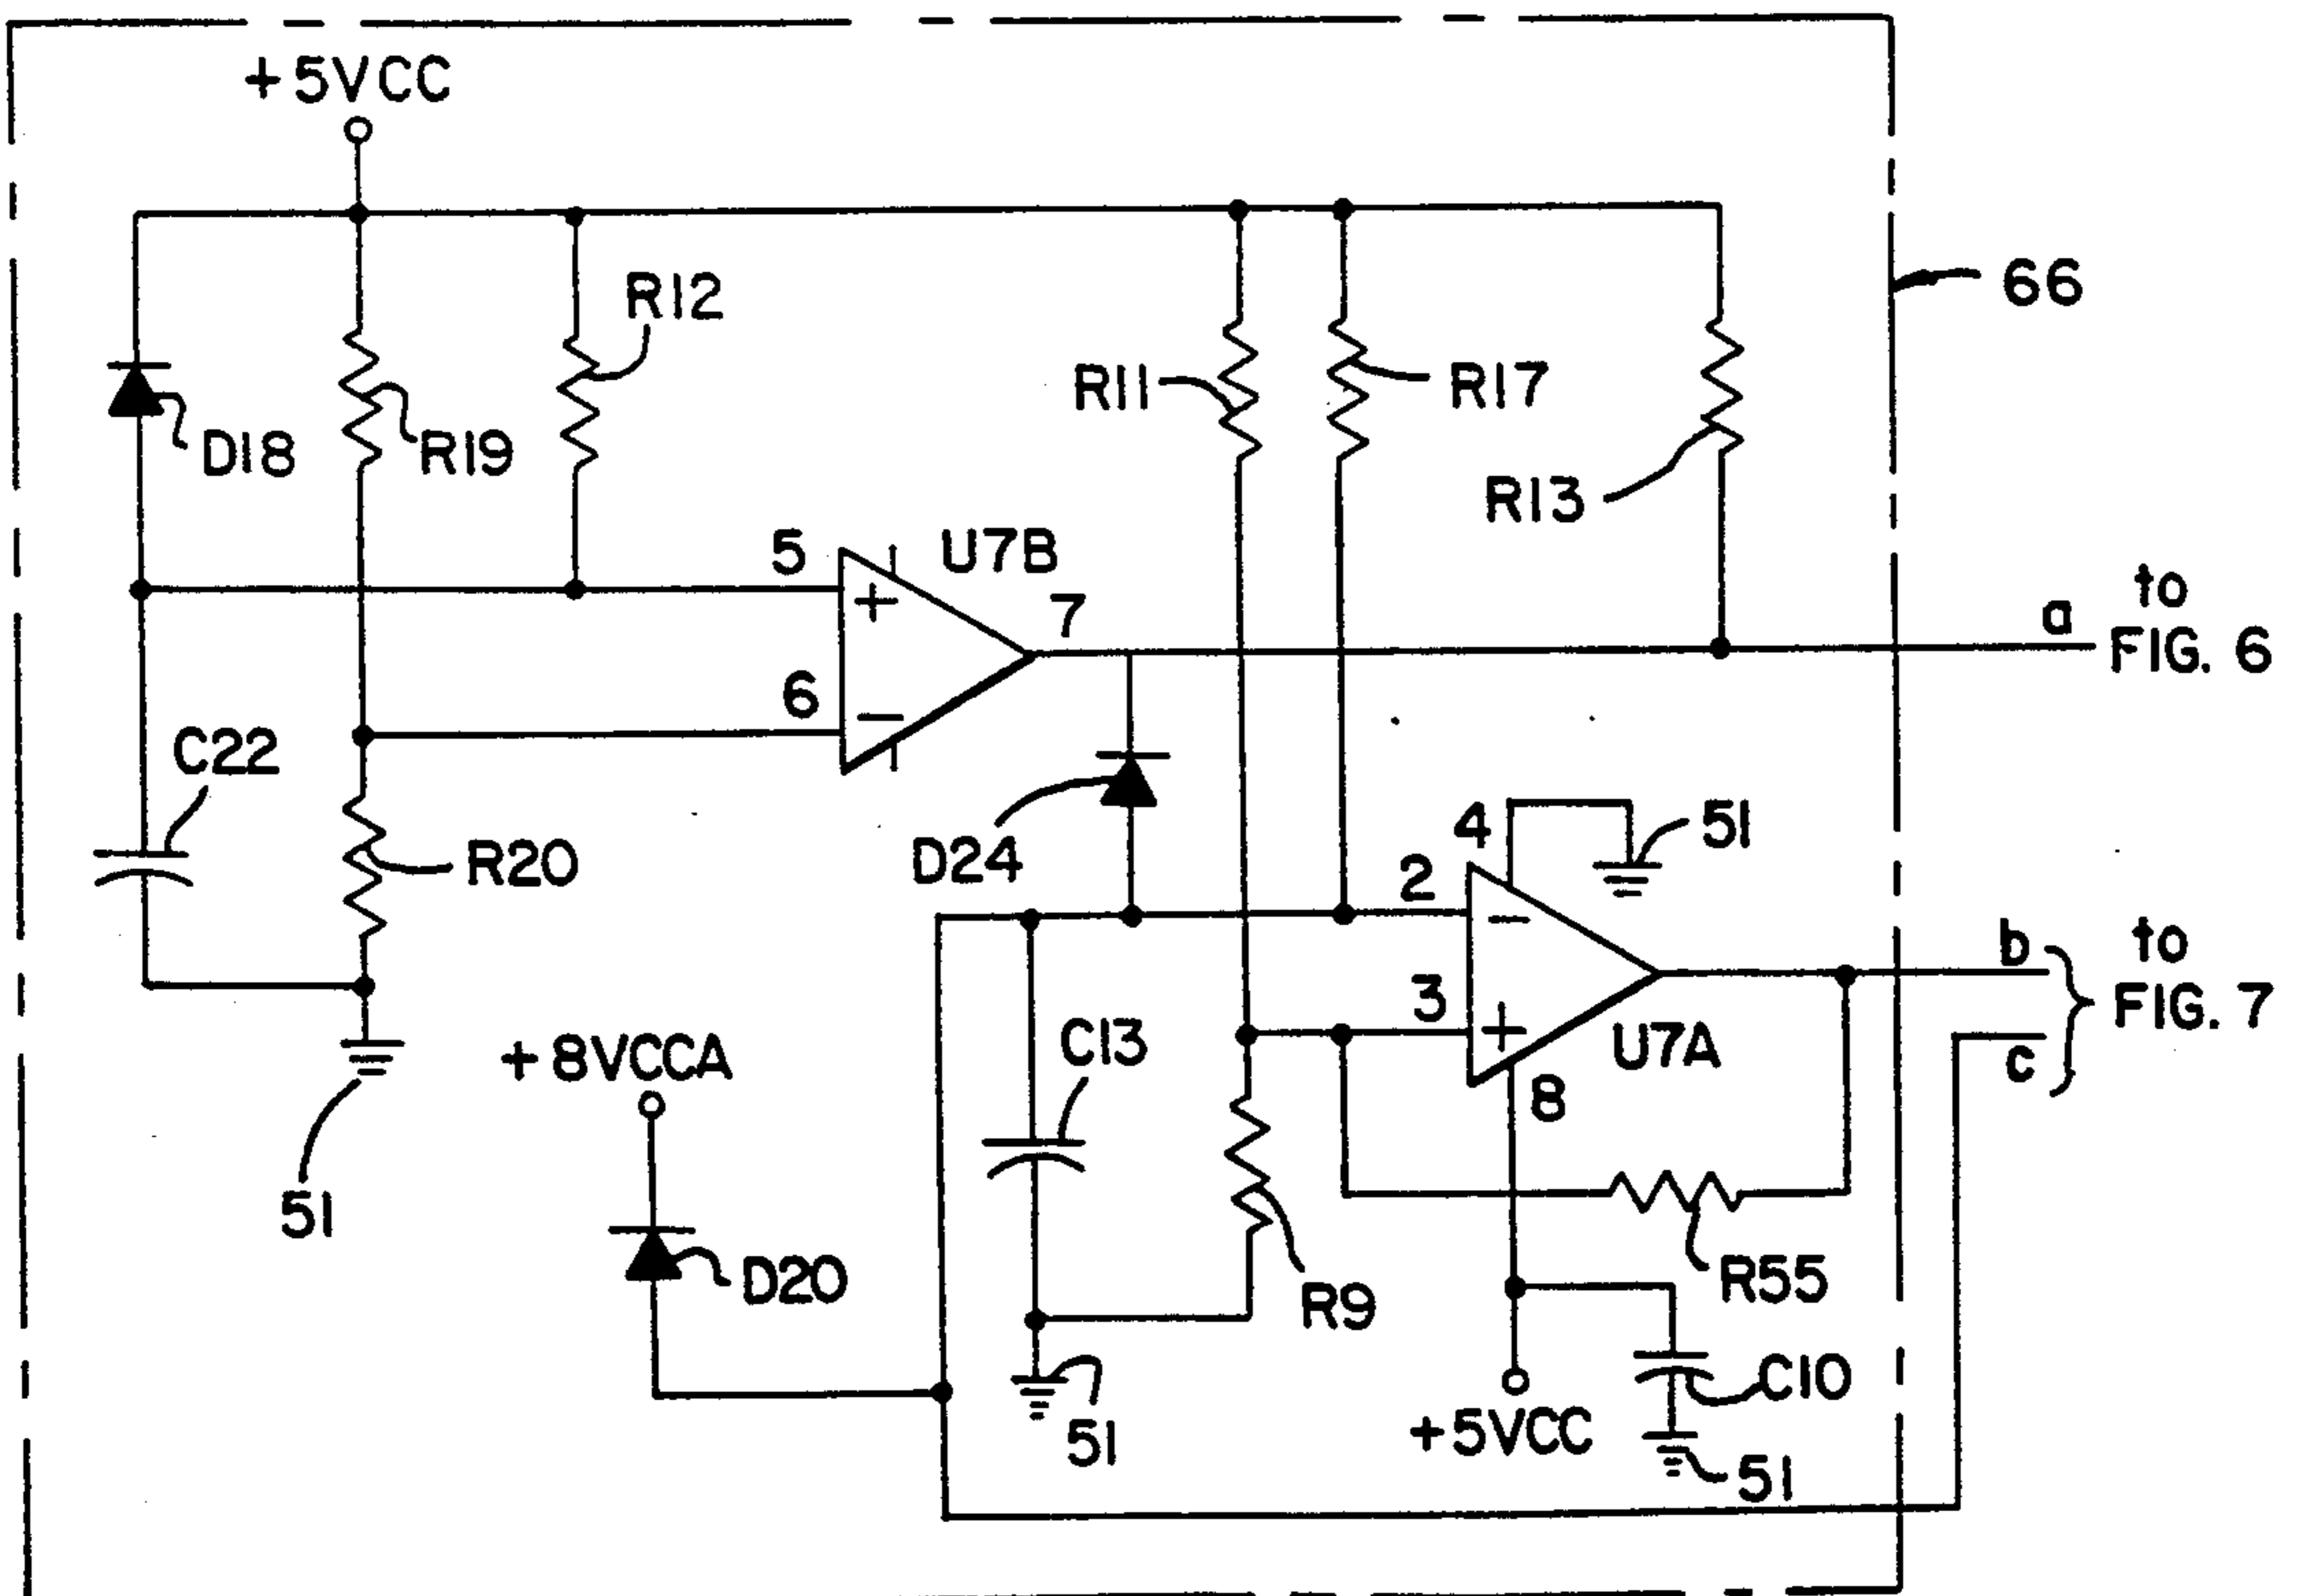 +5VCC
R12
66
R11
R17
D18
R19
R13
5
U7B
7
to
a
FIG. 6
6
C22
D24
4
51
R20
2
b
to
3
FIG. 7
C13
U7A
c
+8VCCA
8
51
D20
R55
R9
C10
51
+5VCC
51